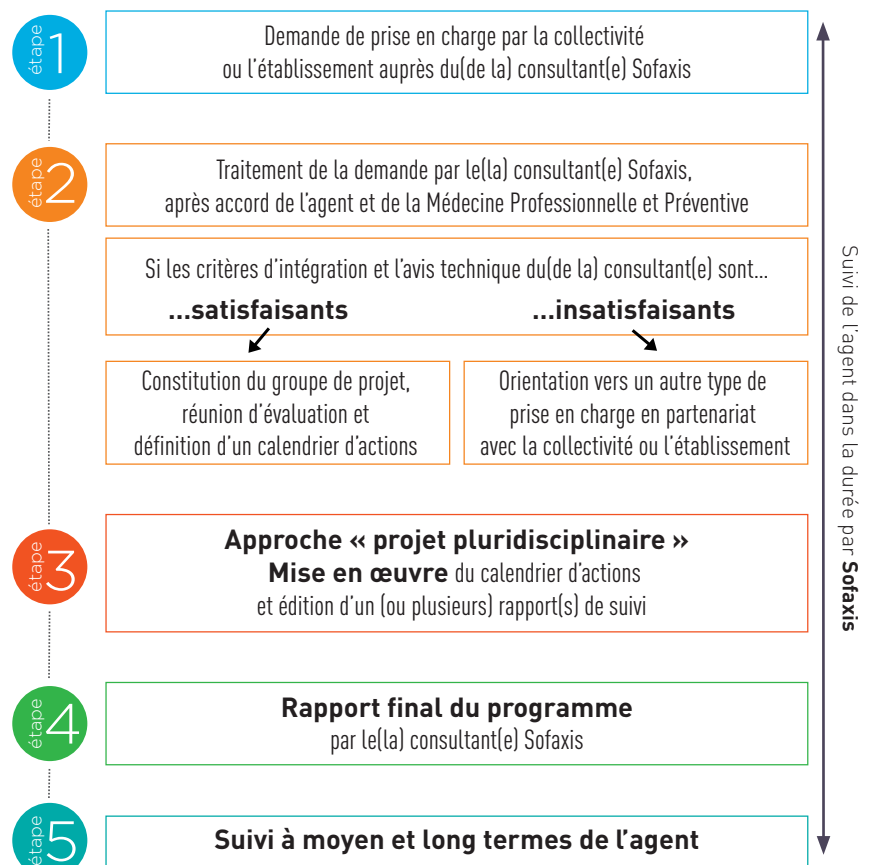 étape 1
Demande de prise en charge par la collectivité
ou l'établissement auprès du(de la) consultant(e) Sofaxis
étape 2
Traitement de la demande par le(la) consultant(e) Sofaxis,
après accord de l'agent et de la Médecine Professionnelle et Préventive
Si les critères d'intégration et l'avis technique du(de la) consultant(e) sont...
...satisfaisants
...insatisfaisants
Constitution du groupe de projet,
réunion d'évaluation et
définition d'un calendrier d'actions
Orientation vers un autre type de
prise en charge en partenariat
avec la collectivité ou l'établissement
étape 3
Approche « projet pluridisciplinaire »
Mise en œuvre du calendrier d'actions
et édition d'un (ou plusieurs) rapport(s) de suivi
étape 4
Rapport final du programme
par le(la) consultant(e) Sofaxis
étape 5
Suivi à moyen et long termes de l'agent
Suivi de l'agent dans la durée par Sofaxis